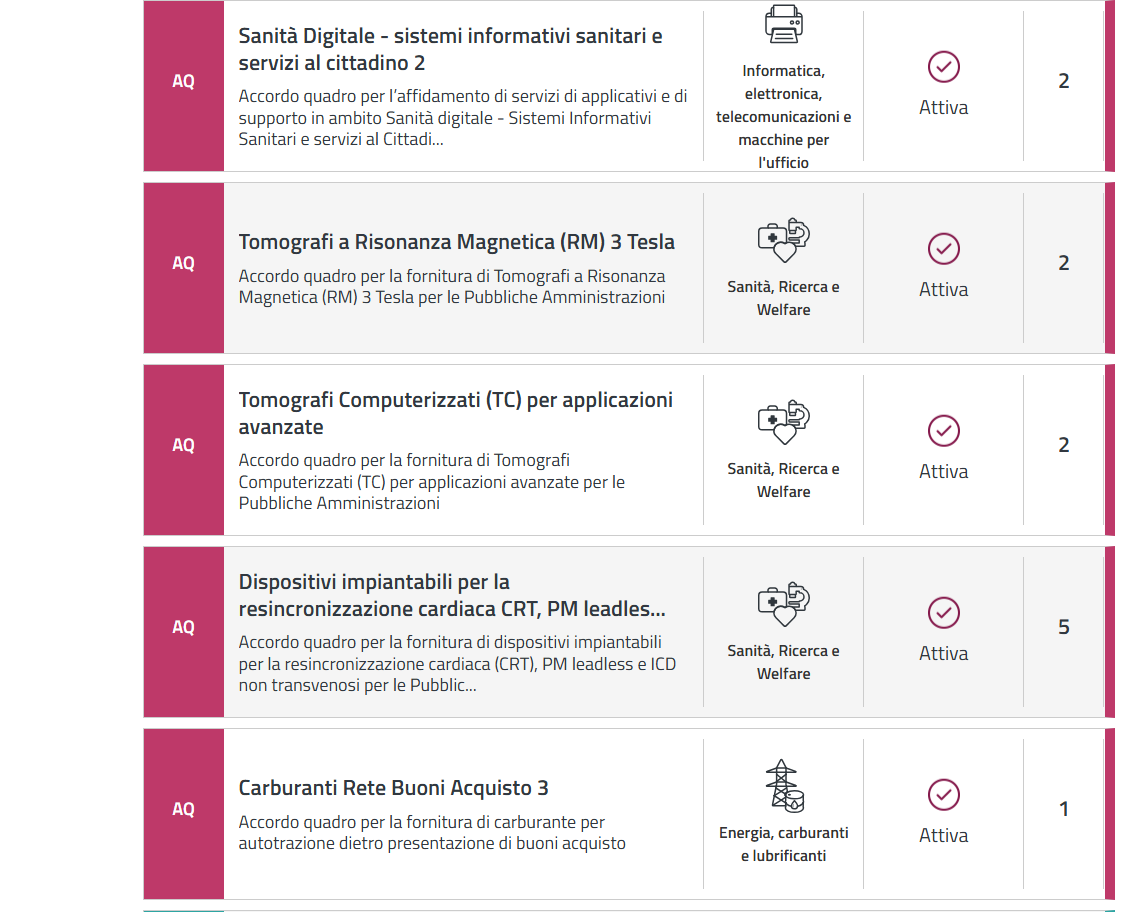 AQ
Sanità Digitale - sistemi informativi sanitari e
servizi al cittadino 2
Accordo quadro per l’affidamento di servizi di applicativi e di
supporto in ambito Sanità digitale - Sistemi Informativi
Sanitari e servizi al Cittadi...
Informatica,
elettronica,
telecomunicazioni e
macchine per
l'ufficio
Attiva
2
AQ
Tomografi a Risonanza Magnetica (RM) 3 Tesla
Accordo quadro per la fornitura di Tomografi a Risonanza
Magnetica (RM) 3 Tesla per le Pubbliche Amministrazioni
Sanità, Ricerca e
Welfare
Attiva
2
AQ
Tomografi Computerizzati (TC) per applicazioni
avanzate
Accordo quadro per la fornitura di Tomografi
Computerizzati (TC) per applicazioni avanzate per le
Pubbliche Amministrazioni
Sanità, Ricerca e
Welfare
Attiva
2
AQ
Dispositivi impiantabili per la
resincronizzazione cardiaca CRT, PM leadles...
Accordo quadro per la fornitura di dispositivi impiantabili
per la resincronizzazione cardiaca (CRT), PM leadless e ICD
non transvenosi per le Pubblic...
Sanità, Ricerca e
Welfare
Attiva
5
AQ
Carburanti Rete Buoni Acquisto 3
Accordo quadro per la fornitura di carburante per
autotrazione dietro presentazione di buoni acquisto
Energia, carburanti
e lubrificanti
Attiva
1